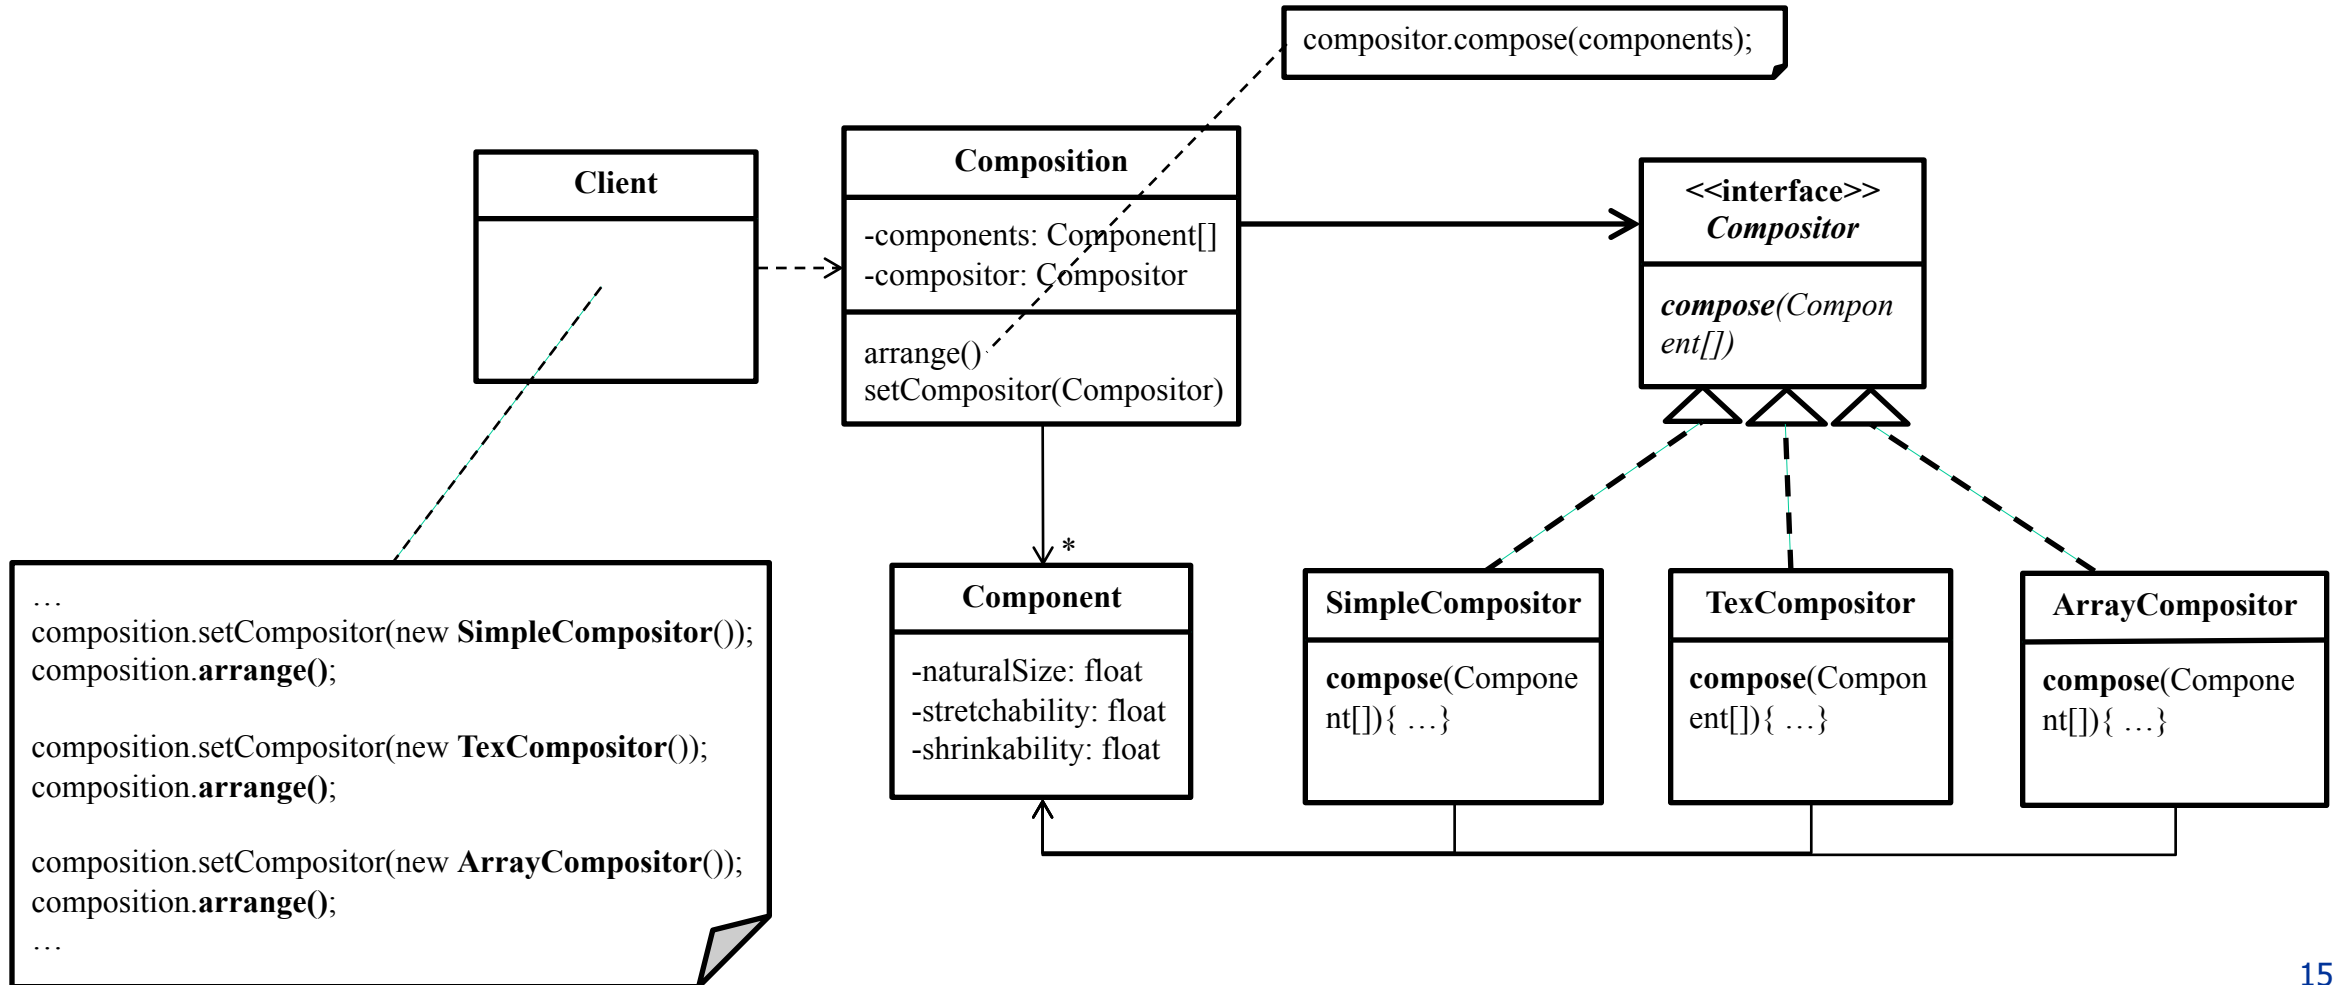 compositor.compose(components);
Client
Composition
-components: Component[]
-compositor: Compositor
arrange()
setCompositor(Compositor)
<<interface>>
Compositor
compose(Compon
ent[])
*
…
composition.setCompositor(new SimpleCompositor());
composition.arrange();
composition.setCompositor(new TexCompositor());
composition.arrange();
composition.setCompositor(new ArrayCompositor());
composition.arrange();
…
Component
-naturalSize: float
-stretchability: float
-shrinkability: float
SimpleCompositor
compose(Compone
nt[]){ …}
TexCompositor
compose(Compon
ent[]){ …}
ArrayCompositor
compose(Compone
nt[]){ …}
15